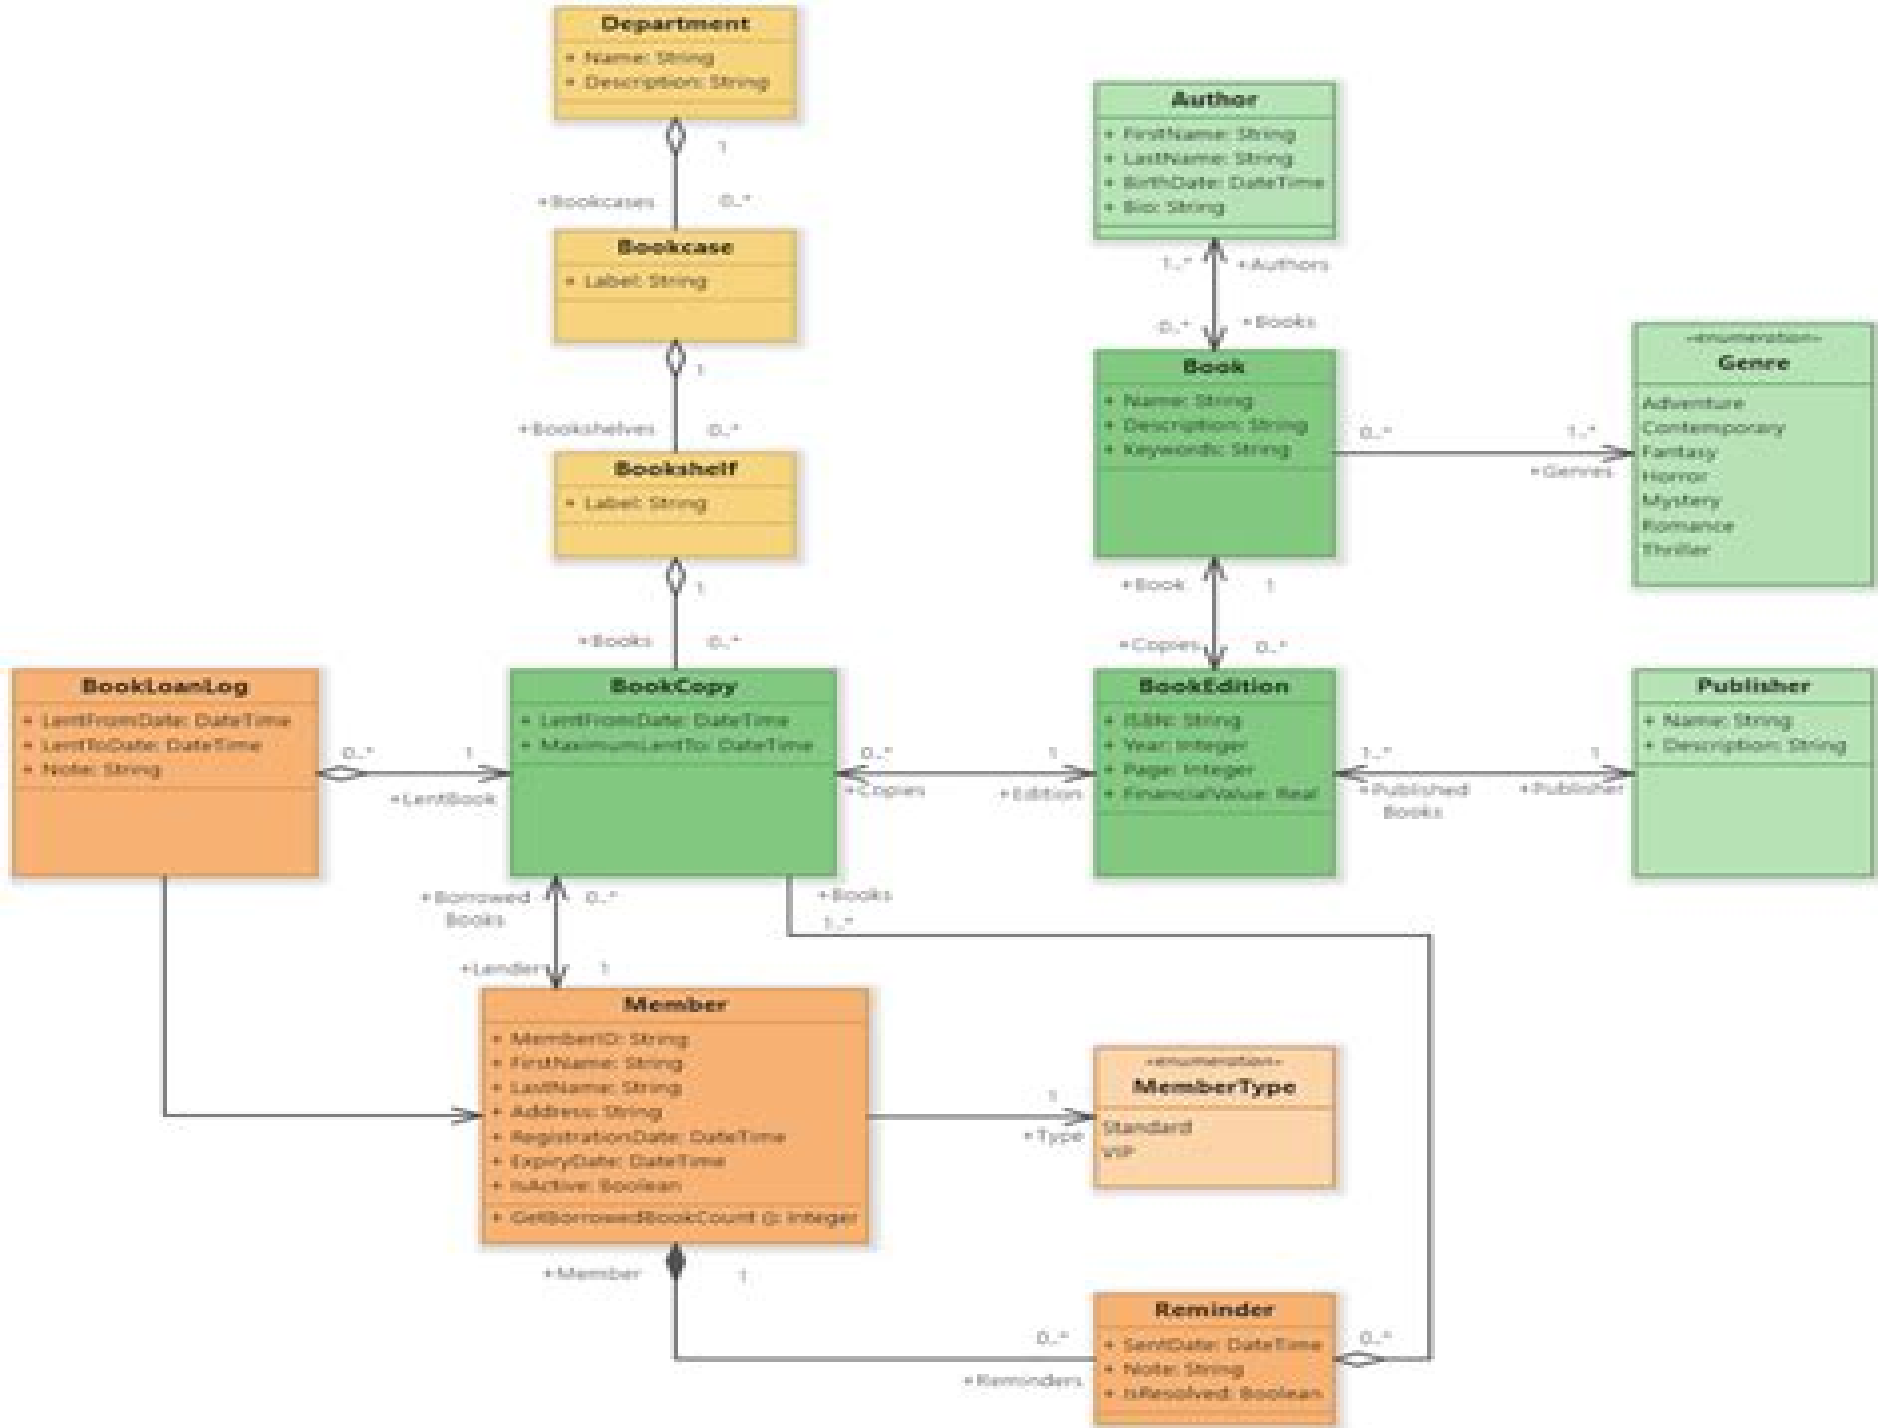 Department
+ Name: String
+ Description: String
1
+Bookcases
0..*
Bookcase
+ Label: String
1
+Bookshelves
0..*
Bookshelf
+ Label: String
1
+Books
0..*
Author
+ FirstName: String
+ LastName: String
+ BirthDate: DateTime
+ Bio: String
1..*
+Authors
0..*
+Books
Book
+ Name: String
+ Description: String
+ Keywords: String
0..*
1..*
+Genres
«enumeration»
Genre
Adventure
Contemporary
Fantasy
Horror
Mystery
Romance
Thriller
+Book
1
+Copies
0..*
BookLoanLog
+ LentFromDate: DateTime
+ LentToDate: DateTime
+ Note: String
0..*
1
+LentBook
BookCopy
+ LentFromDate: DateTime
+ MaximumLentTo: DateTime
0..*
1
+Copies
+Edition
BookEdition
+ ISBN: String
+ Year: Integer
+ Page: Integer
+ FinancialValue: Real
1..*
1
+Published
Books
+Publisher
Publisher
+ Name: String
+ Description: String
+Borrowed
Books
0..*
+Books
1..*
+Lender
1
Member
+ MemberID: String
+ FirstName: String
+ LastName: String
+ Address: String
+ RegistrationDate: DateTime
+ ExpiryDate: DateTime
+ IsActive: Boolean
+ GetBorrowedBookCount (): Integer
1
+Type
«enumeration»
MemberType
Standard
VIP
+Member
1
0..*
+Reminders
Reminder
+ SentDate: DateTime
+ Note: String
+ IsResolved: Boolean
0..*